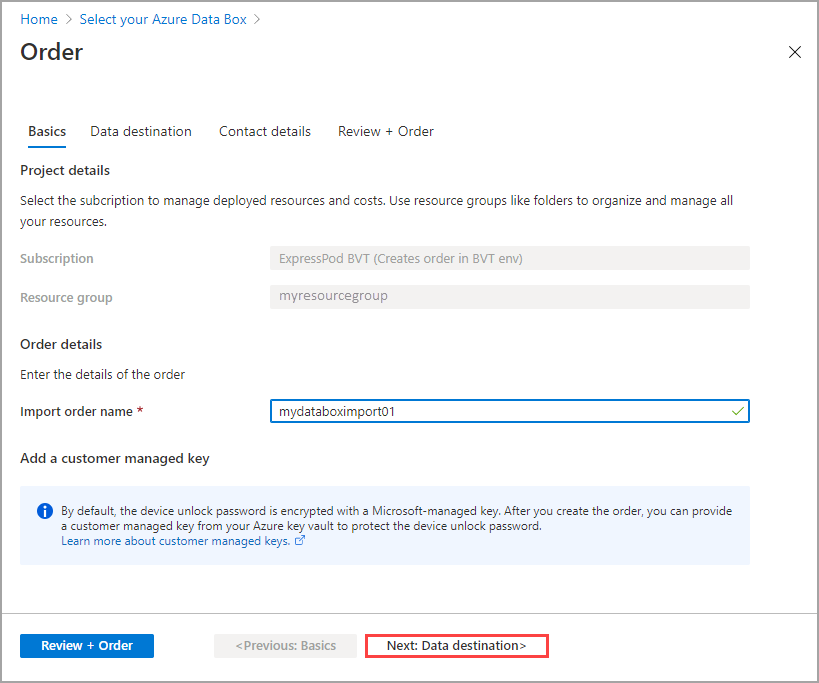 Home > Select your Azure Data Box >
Order
Basics Data destination Contact details Review + Order
Project details
Select the subcription to manage deployed resources and costs. Use resource groups like folders to organize and manage all
your resources.
Subscription ExpressPod BVT (Creates order in BVT env)
Resource group myresourcegroup
Order details
Enter the details of the order
Import order name * mydataboximport01
Add a customer managed key
By default, the device unlock password is encrypted with a Microsoft-managed key. After you create the order, you can provide
a customer managed key from your Azure key vault to protect the device unlock password.
Learn more about customer managed keys.
Review + Order <Previous: Basics Next: Data destination>